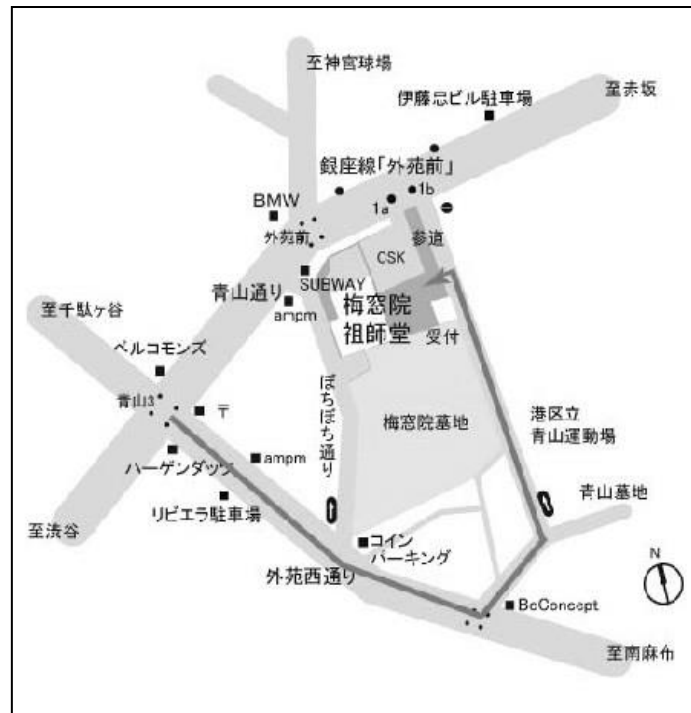 至神宮球場
伊藤忠ビル駐車場
至赤坂
銀座線「外苑前」
1b
1a
BMW
外苑前
参道
CSK
SUBWAY
青山通り
ampm
梅窓院
祖師堂
受付
至千駄ヶ谷
ベルコモンズ
青山3
〒
ぽちぽち通り
梅窓院墓地
港区立
青山運動場
ハーゲンダッツ
ampm
リビエラ駐車場
青山墓地
至渋谷
コイン
パーキング
外苑西通り
N
BoConcept
至南麻布